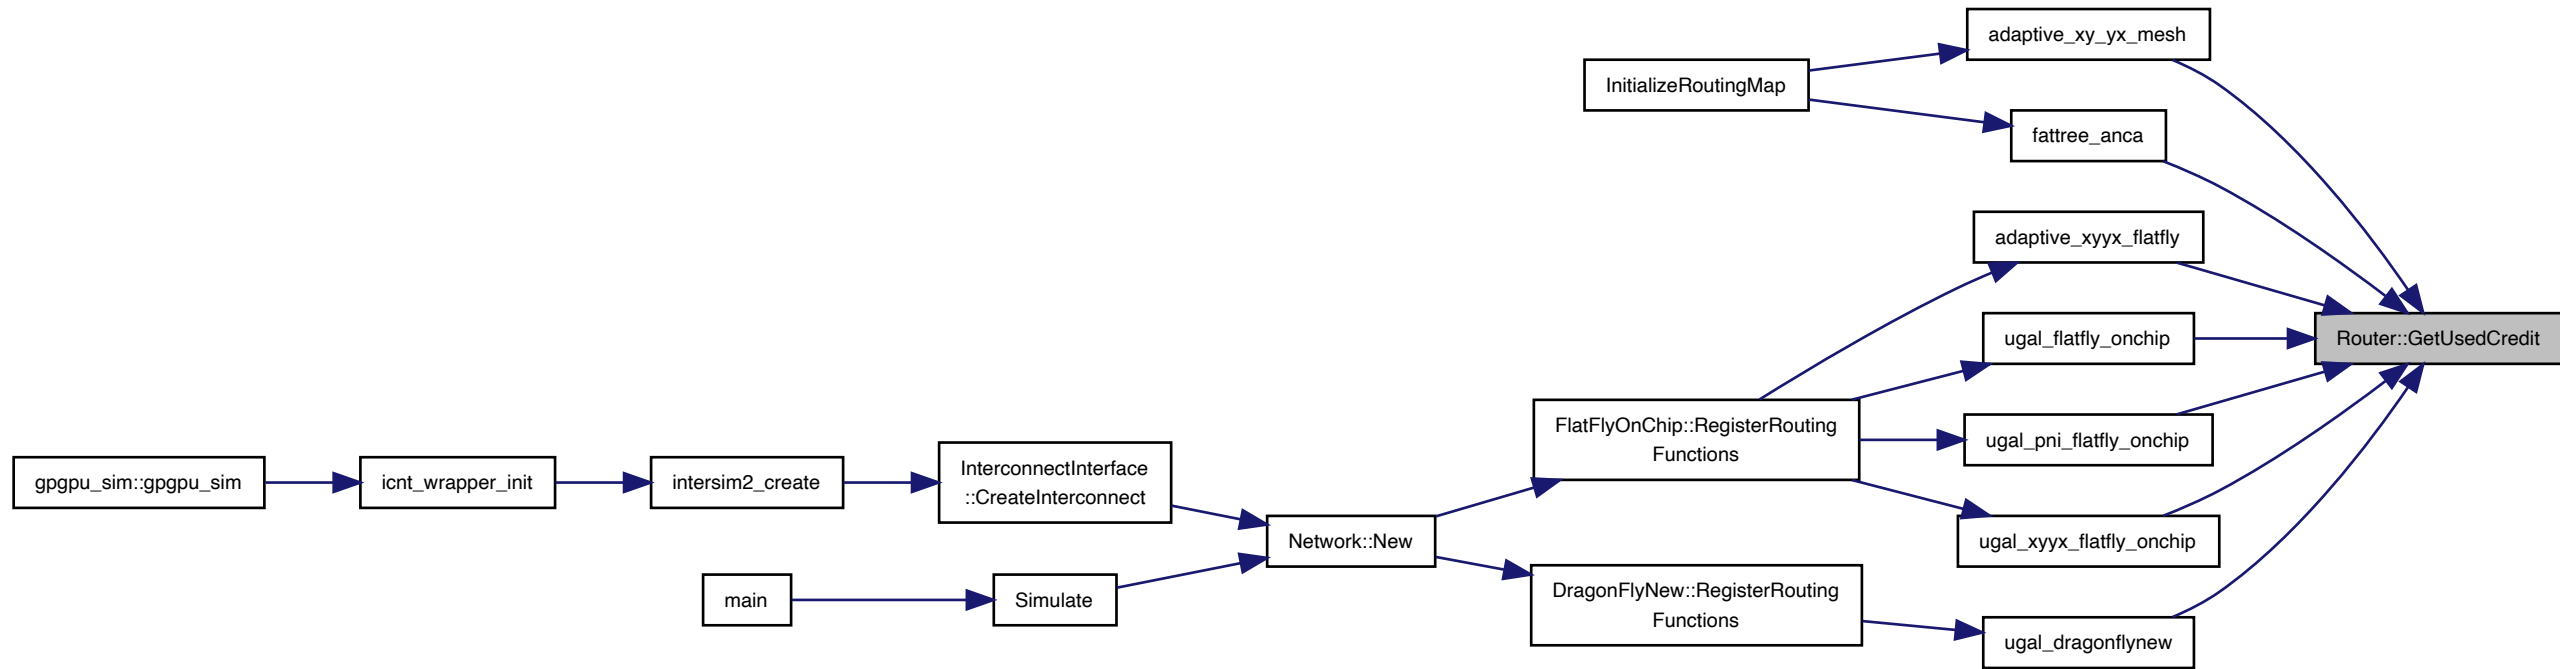 adaptive_xy_yx_mesh
InitializeRoutingMap
fattree_anca
adaptive_xyyx_flatfly
ugal_flatfly_onchip
Router::GetUsedCredit
FlatFlyOnChip::RegisterRouting
Functions
ugal_pni_flatfly_onchip
InterconnectInterface
::CreateInterconnect
gpgpu_sim::gpgpu_sim
icnt_wrapper_init
intersim2_create
Network::New
ugal_xyyx_flatfly_onchip
main
Simulate
DragonFlyNew::RegisterRouting
Functions
ugal_dragonflynew